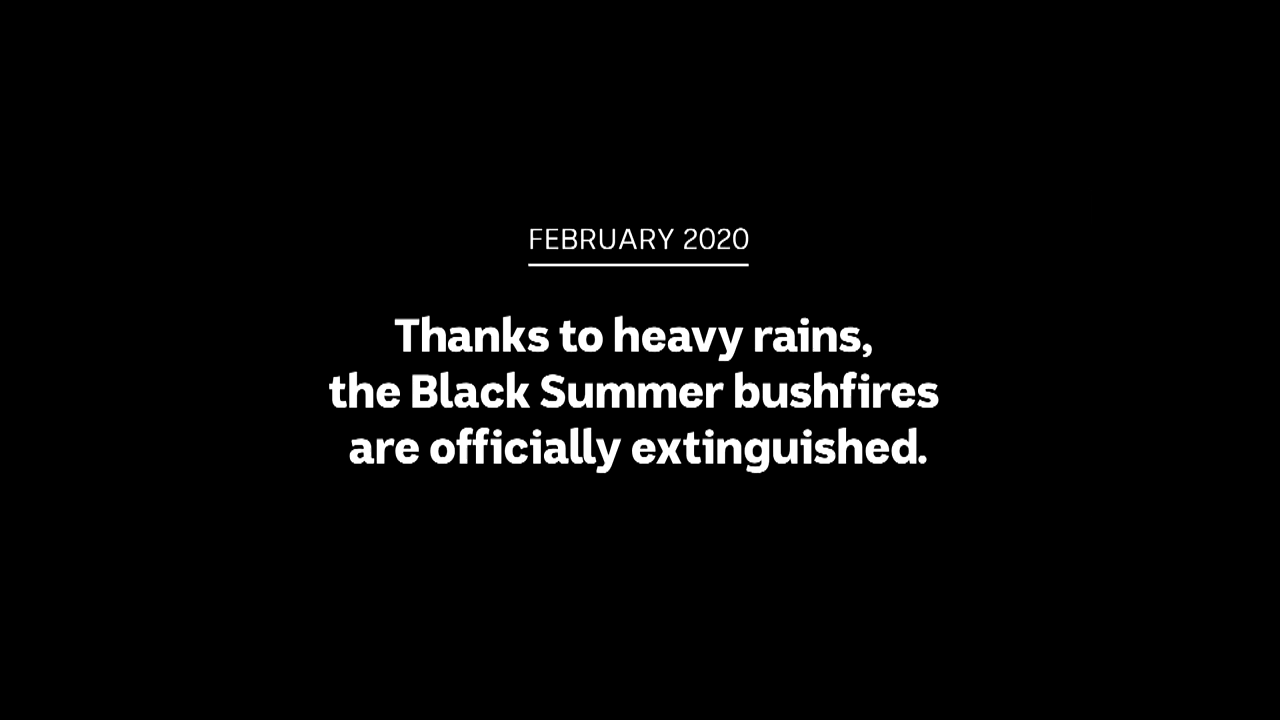 FEBRUARY 2020
Thanks to heavy rains,
the Black Summer bushfires
are officially extinguished.